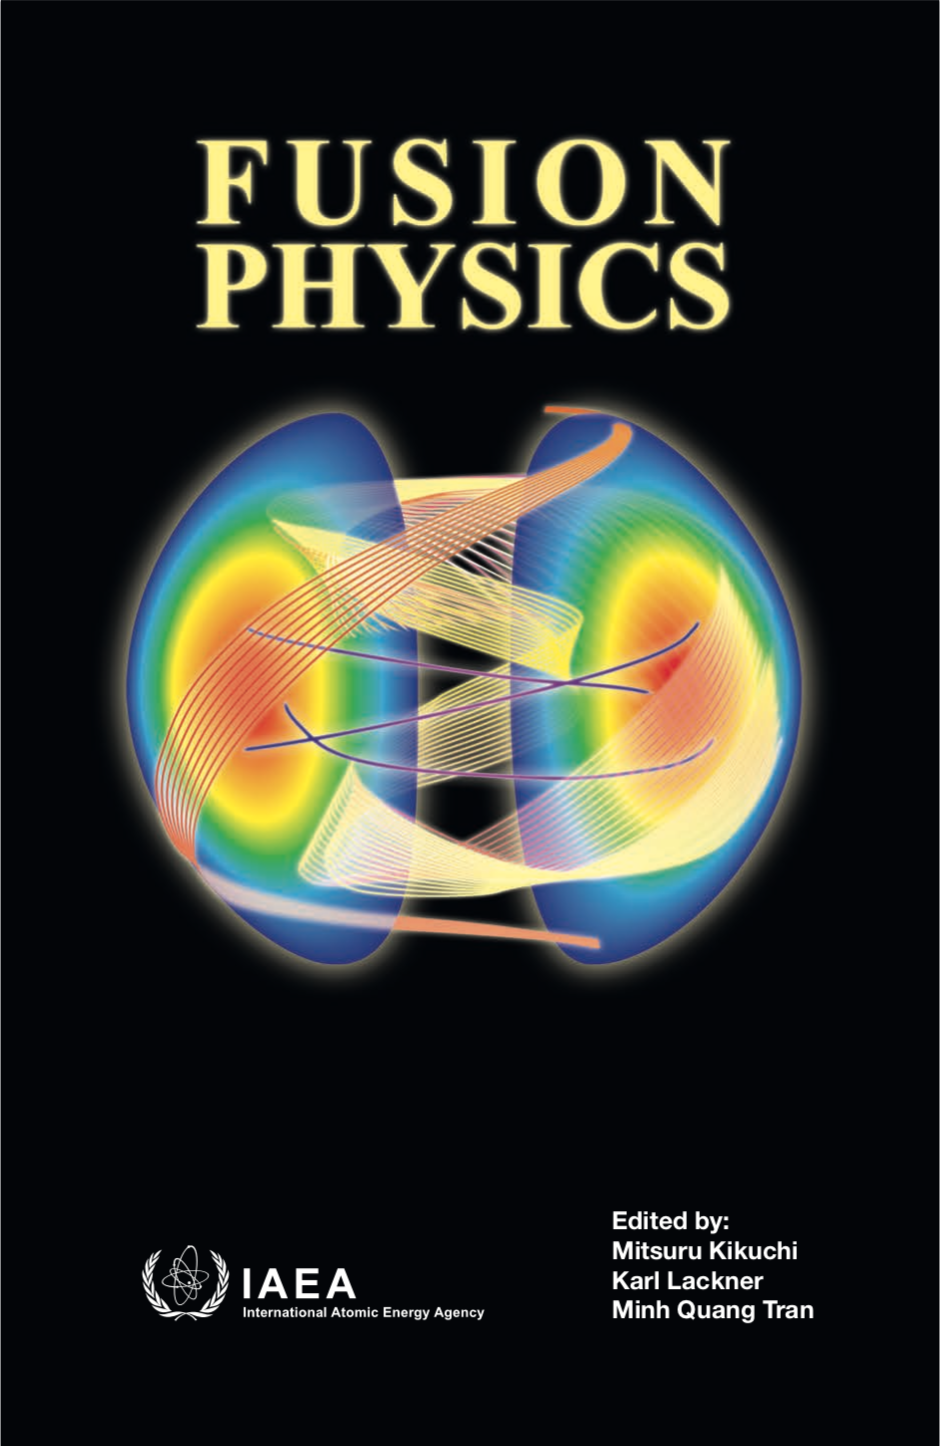 FUSION
PHYSICS
Edited by:
Mitsuru Kikuchi
Karl Lackner
Minh Quang Tran
IAEA
International Atomic Energy Agency